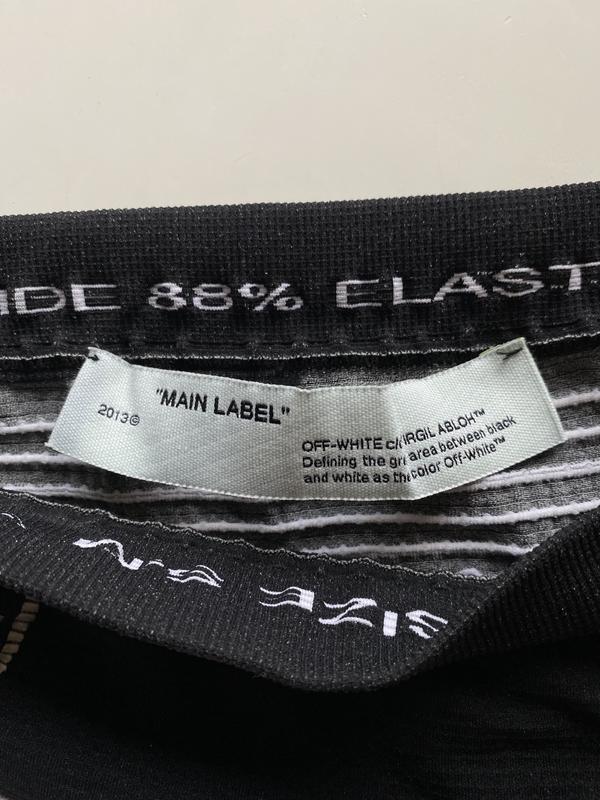 IDE 88% ELAST
2013©
"MAIN LABEL"
OFF-WHITE c/o VIRGIL ABLOH™
Defining the grey area between black
and white as the color Off-White™
SIZE